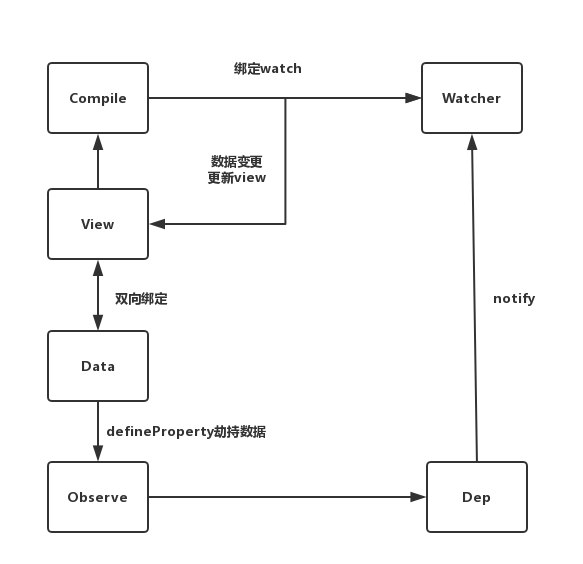 绑定watch
Compile
Watcher
数据变更
更新view
View
双向绑定
notify
Data
defineProperty劫持数据
Observe
Dep